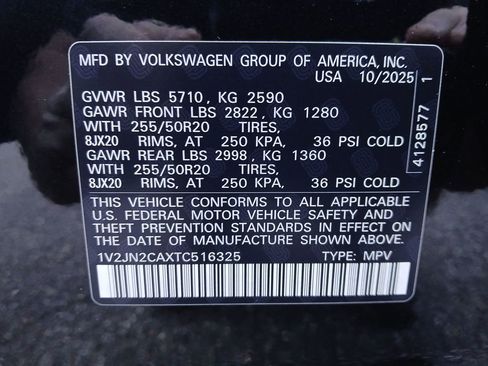 MFD BY VOLKSWAGEN GROUP OF AMERICA, INC.
USA 10/2025
GVWR LBS 5710, KG 2590
GAWR FRONT LBS 2822, KG 1280
WITH 255/50R20 TIRES,
8JX20 RIMS, AT 250 KPA, 36 PSI COLD
GAWR REAR LBS 2998, KG 1360
WITH 255/50R20 TIRES,
8JX20 RIMS, AT 250 KPA, 36 PSI COLD
THIS VEHICLE CONFORMS TO ALL APPLICABLE
U.S. FEDERAL MOTOR VEHICLE SAFETY AND
THEFT PREVENTION STANDARDS IN EFFECT ON
THE DATE OF MANUFACTURE SHOWN ABOVE.
1V2JN2CAXTC516325 TYPE: MPV
4128577 1